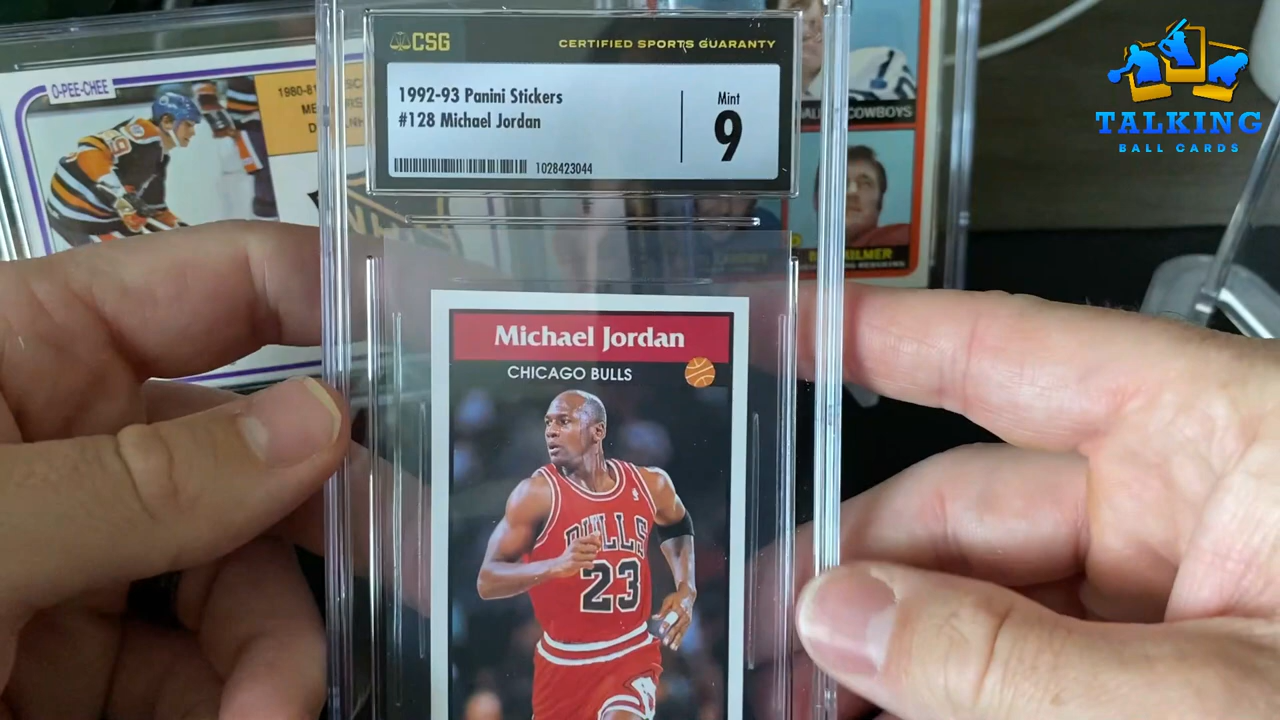 CSG
CERTIFIED SPORTS GUARANTY
1992-93 Panini Stickers
#128 Michael Jordan
Mint
9
1028423044
Michael Jordan
CHICAGO BULLS
BULLS
23
O-PEE-CHEE
1980-81
COWBOYS
TALKING
BALL CARDS